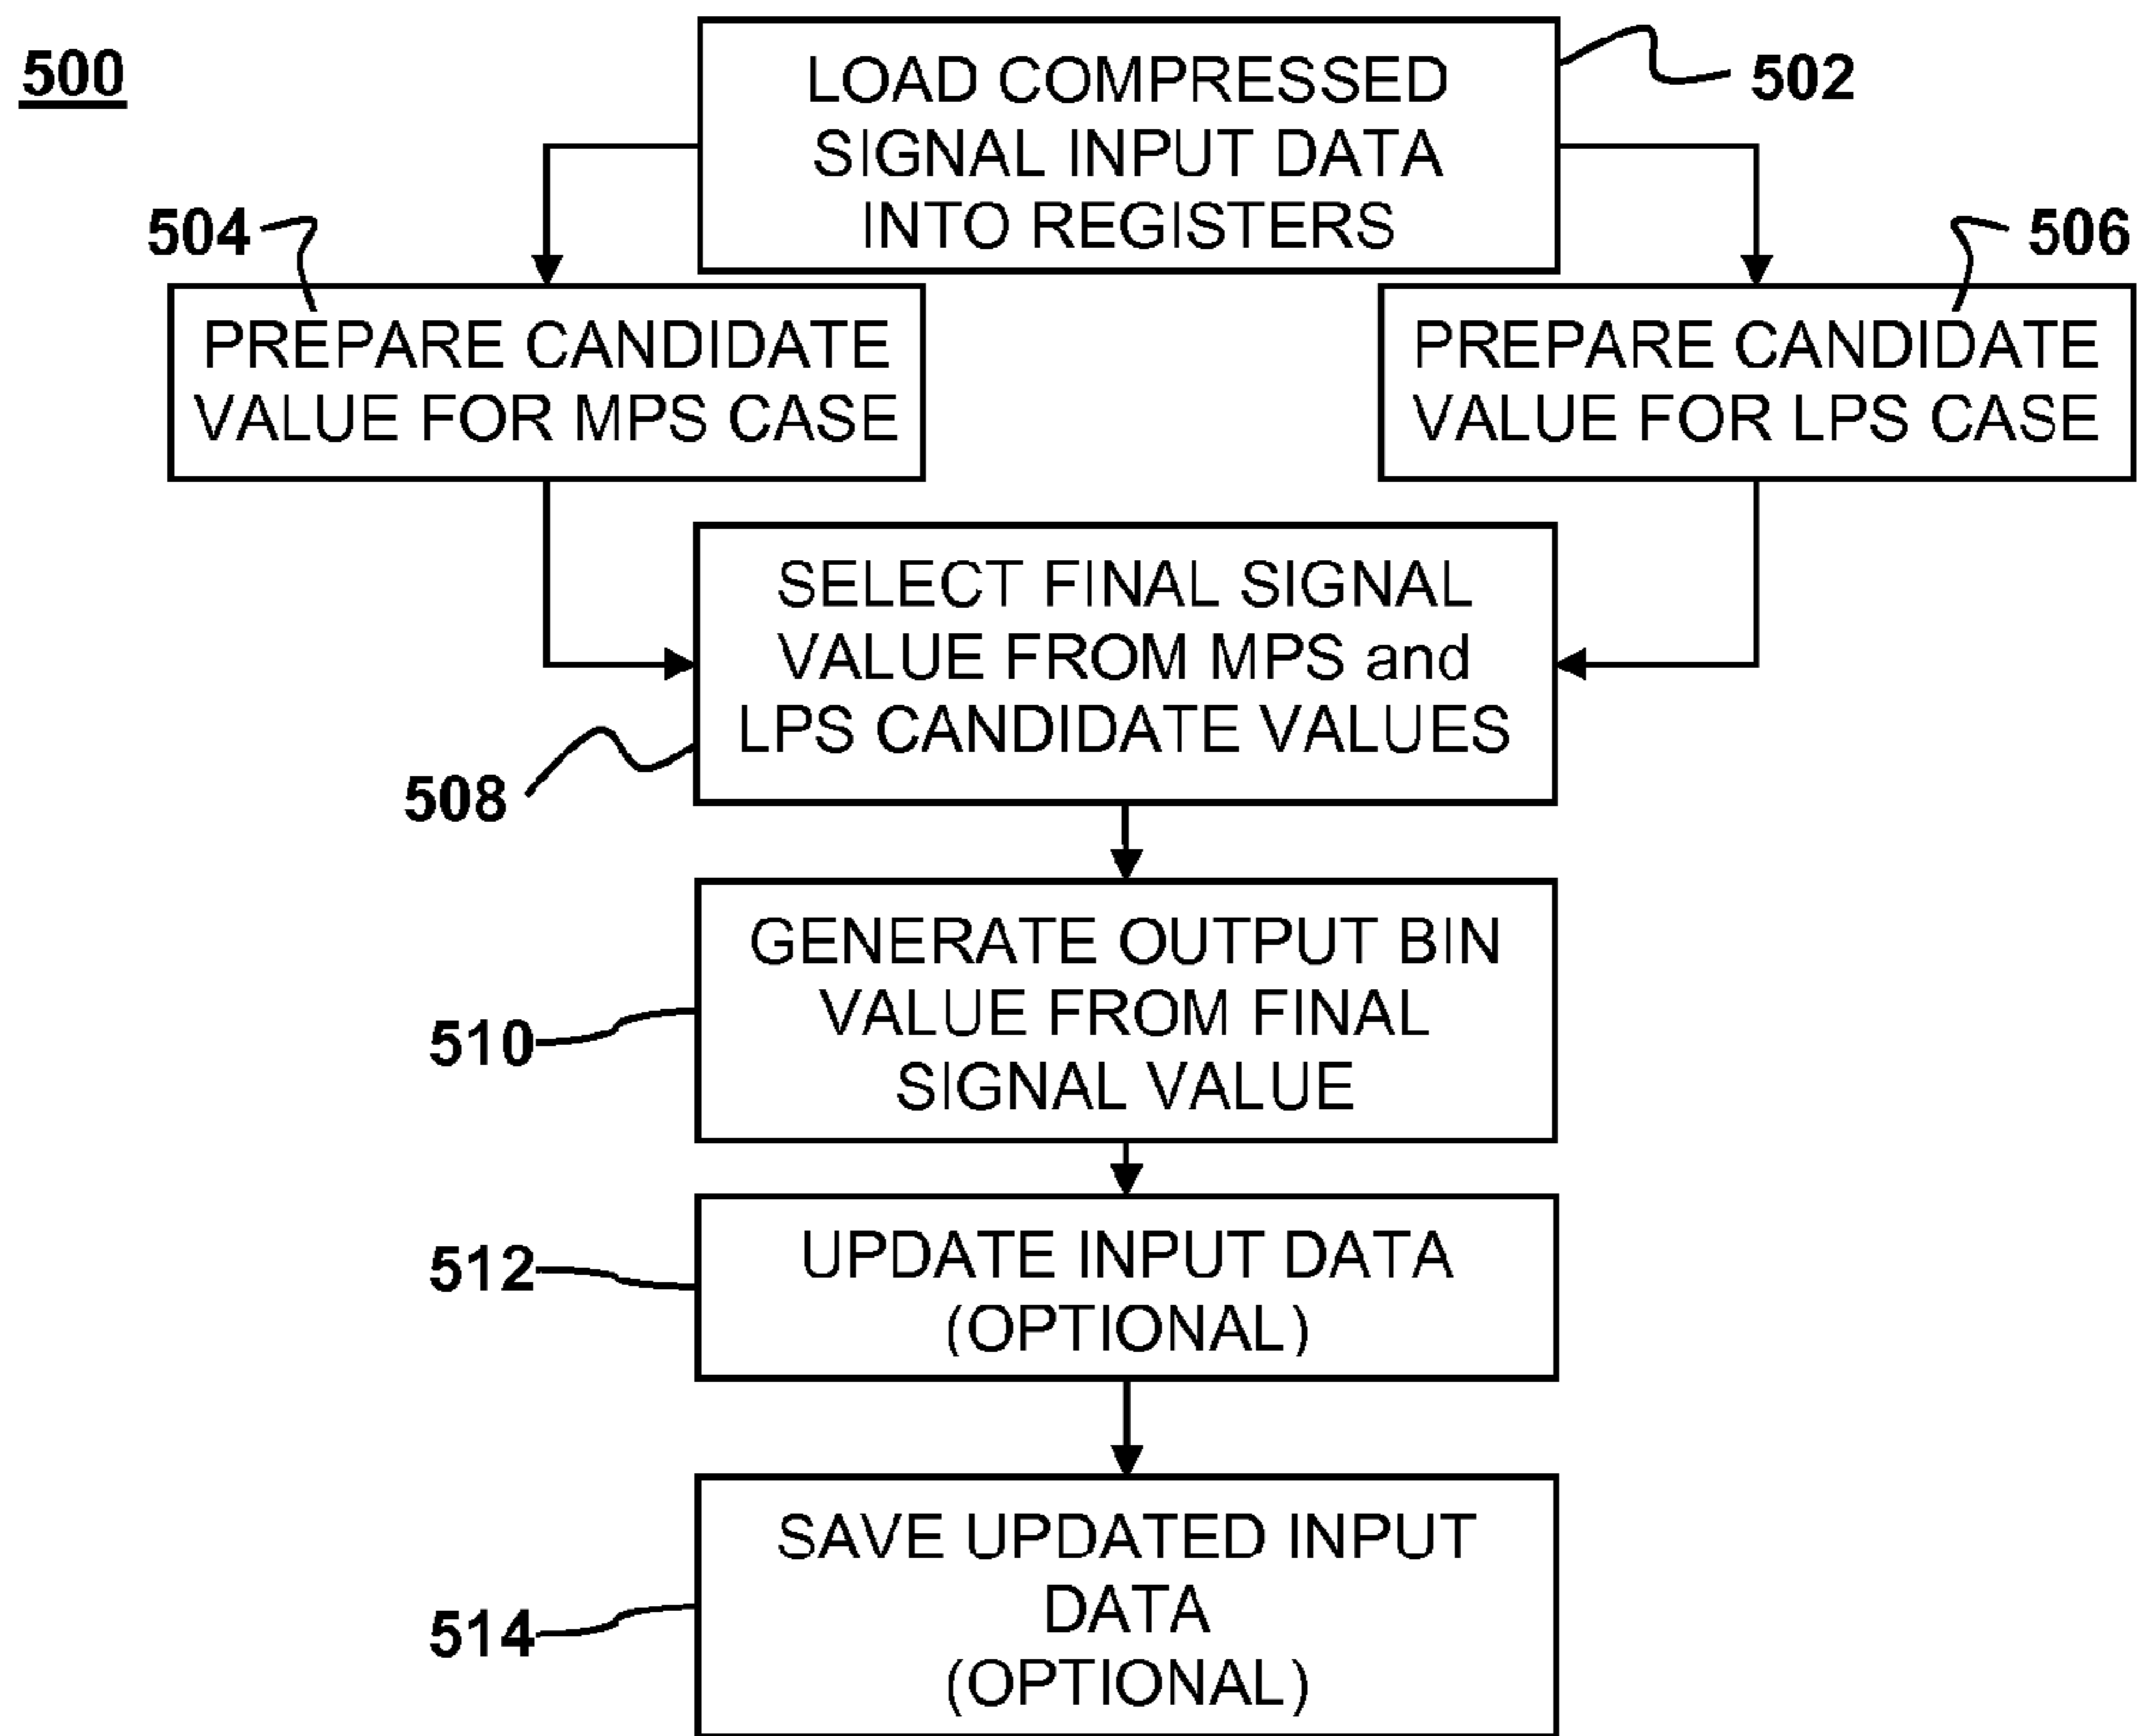 500
LOAD COMPRESSED
SIGNAL INPUT DATA
INTO REGISTERS
502
504
PREPARE CANDIDATE
VALUE FOR MPS CASE
506
PREPARE CANDIDATE
VALUE FOR LPS CASE
SELECT FINAL SIGNAL
VALUE FROM MPS and
LPS CANDIDATE VALUES
508
GENERATE OUTPUT BIN
VALUE FROM FINAL
SIGNAL VALUE
510
UPDATE INPUT DATA
(OPTIONAL)
512
SAVE UPDATED INPUT
DATA
(OPTIONAL)
514